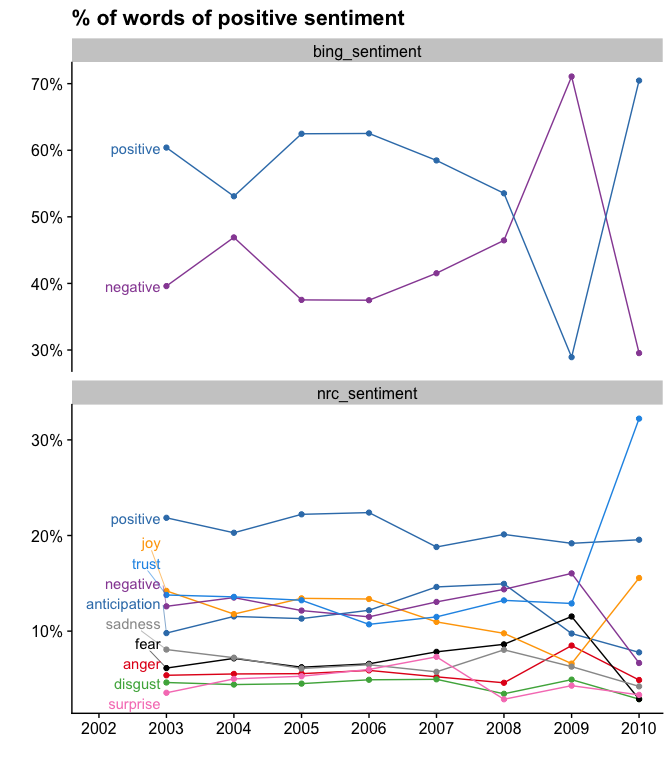 % of words of positive sentiment
bing_sentiment
70%
60%
50%
40%
30%
positive
negative
nrc_sentiment
30%
20%
10%
positive
joy
trust
negative
anticipation
sadness
fear
anger
disgust
surprise
2002 2003 2004 2005 2006 2007 2008 2009 2010